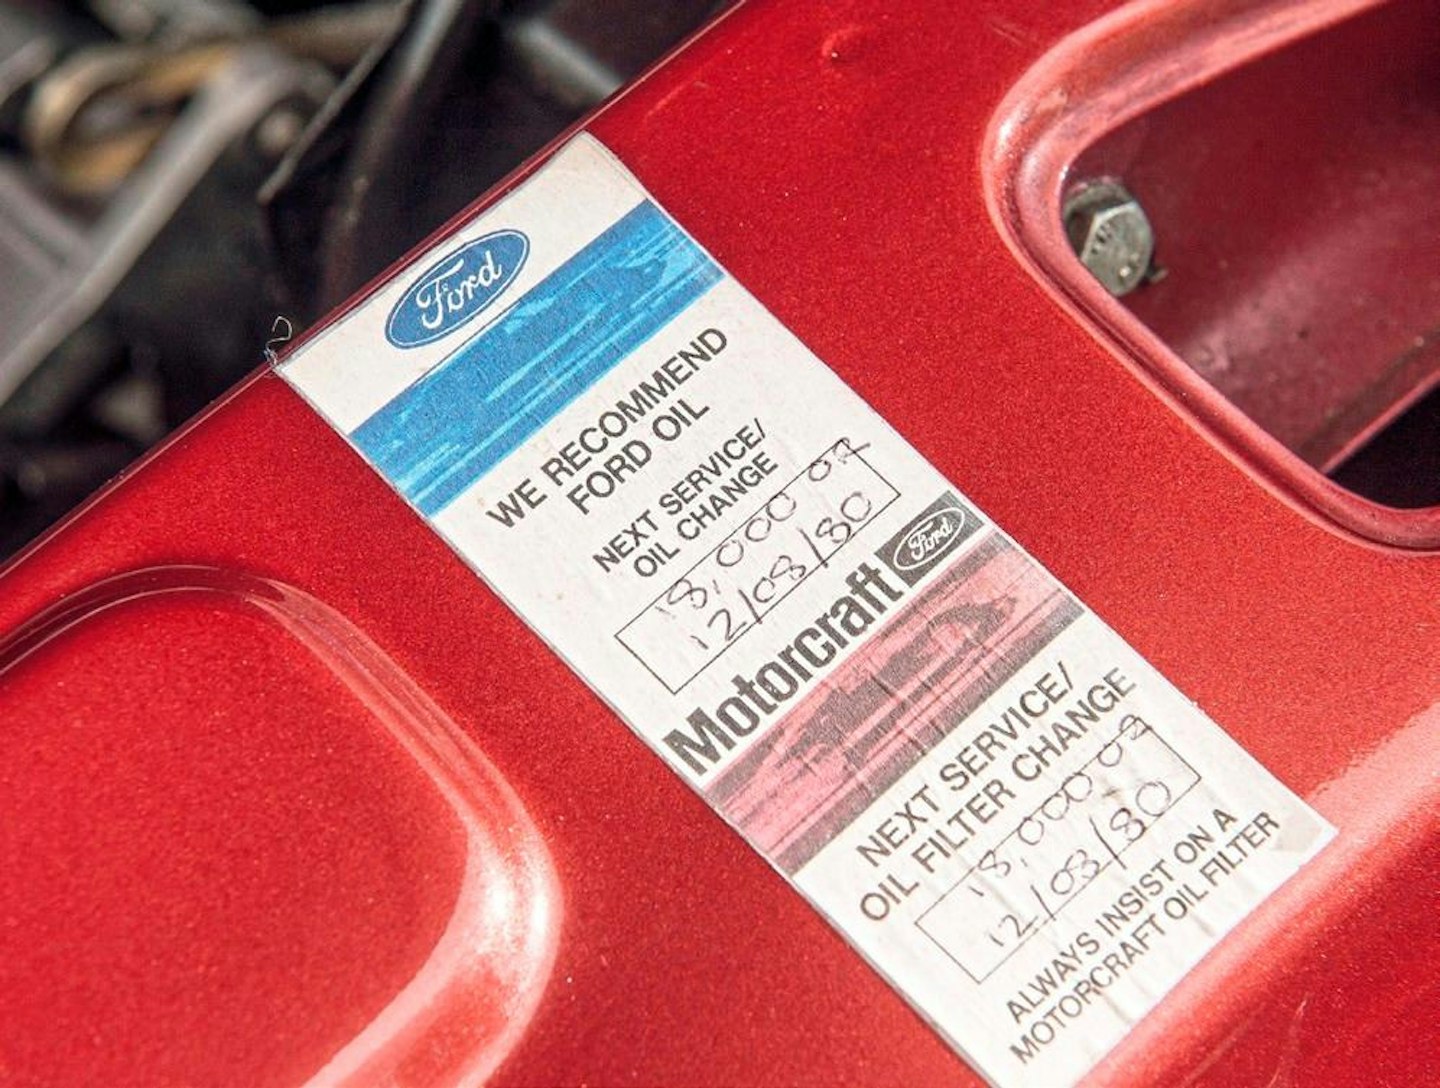 Ford
WE RECOMMEND
FORD OIL
NEXT SERVICE/
OIL CHANGE
18,000 OR
12/08/80
Motorcraft Ford
NEXT SERVICE/
OIL FILTER CHANGE
18,000 OR
12/08/80
ALWAYS INSIST ON A
MOTORCRAFT OIL FILTER